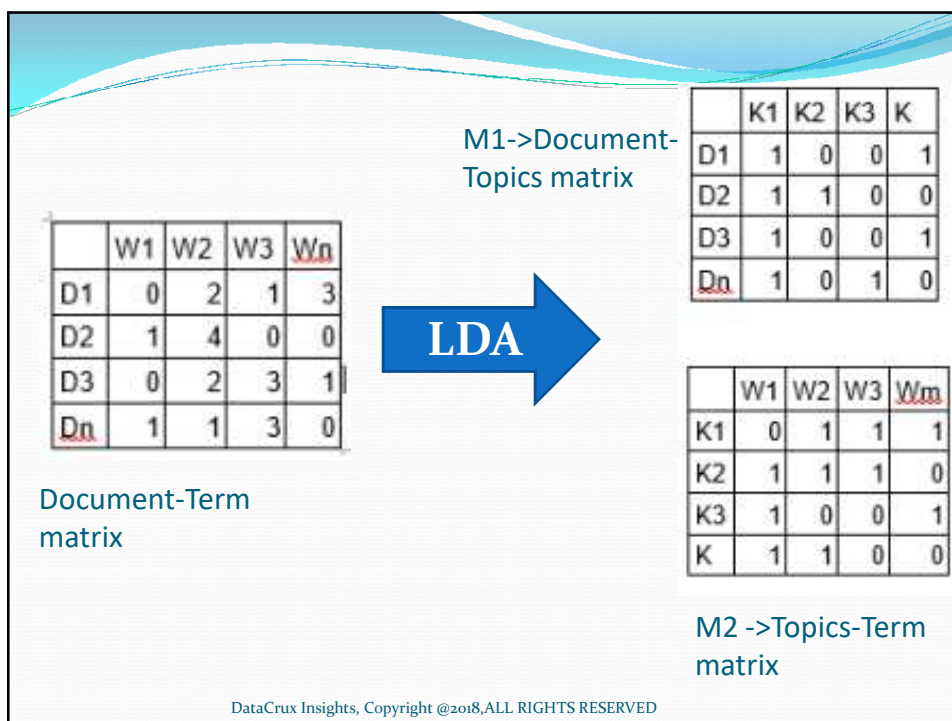 M1->Document-
Topics matrix
K1 K2 K3 K
D1 1 0 0 1
D2 1 1 0 0
D3 1 0 0 1
Dn 1 0 1 0
W1 W2 W3 Wn
D1 0 2 1 3
D2 1 4 0 0
D3 0 2 3 1
Dn 1 1 3 0
Document-Term
matrix
LDA
W1 W2 W3 Wm
K1 0 1 1 1
K2 1 1 1 0
K3 1 0 0 1
K 1 1 0 0
M2 ->Topics-Term
matrix
DataCrux Insights, Copyright @2018,ALL RIGHTS RESERVED